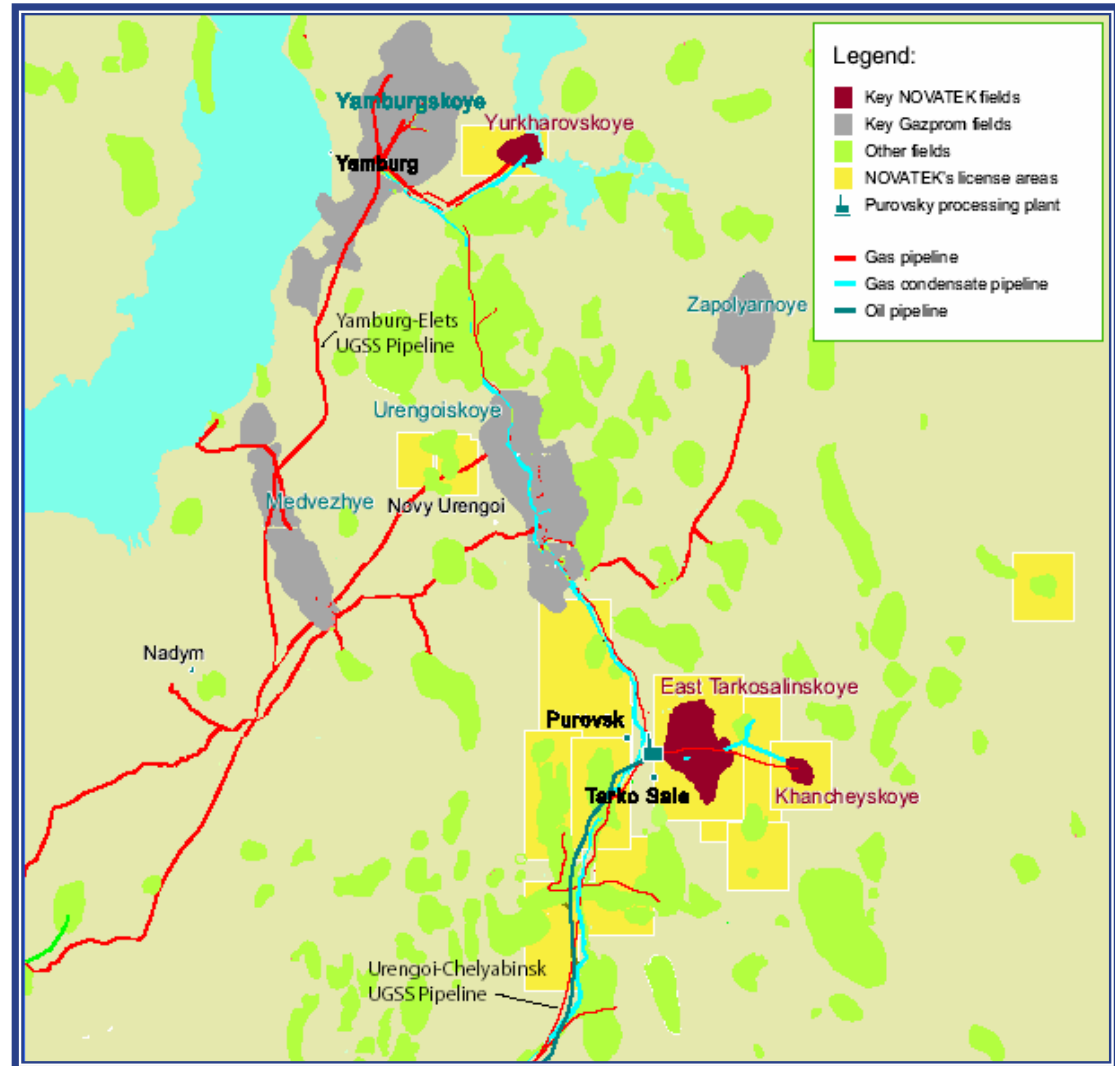 Legend:
Key NOVATEK fields
Key Gazprom fields
Other fields
NOVATEK's license areas
Purovsky processing plant
Gas pipeline
Gas condensate pipeline
Oil pipeline
Yamburgskoye
Yurkharovskoye
Yamburg
Zapolyarnoye
Yamburg-Elets
UGSS Pipeline
Urengoiskoye
Medvezhye
Novy Urengoi
Nadym
East Tarkosalinskoye
Purovsk
Tarko Sale
Khancheyskoye
Urengoi-Chelyabinsk
UGSS Pipeline